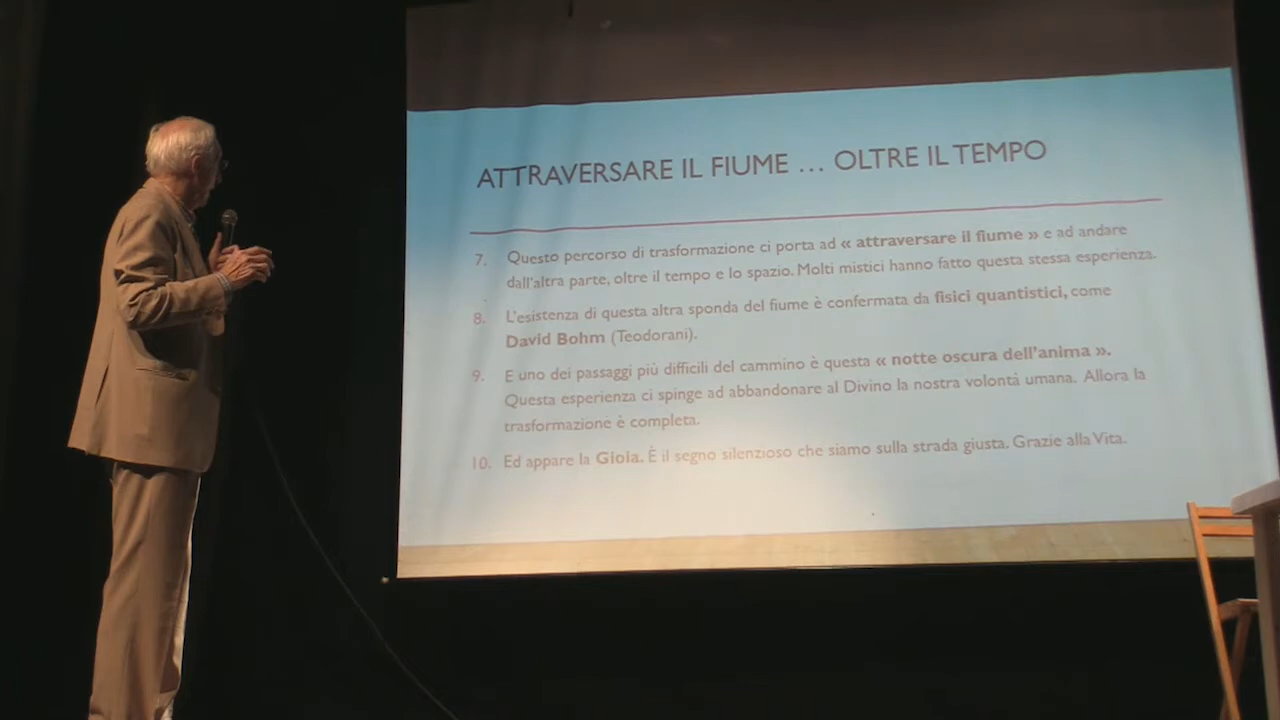 ATTRAVERSARE IL FIUME … OLTRE IL TEMPO
7. Questo percorso di trasformazione ci porta ad « attraversare il fiume » e ad andare
dall'altra parte, oltre il tempo e lo spazio. Molti mistici hanno fatto questa stessa esperienza.
8. L'esistenza di questa altra sponda del fiume è confermata da fisici quantistici, come
David Bohm (Teodorani).
9. E uno dei passaggi più difficili del cammino è questa « notte oscura dell'anima ».
Questa esperienza ci spinge ad abbandonare al Divino la nostra volontà umana. Allora la
trasformazione è completa.
10. Ed appare la Gioia. È il segno silenzioso che siamo sulla strada giusta. Grazie alla Vita.